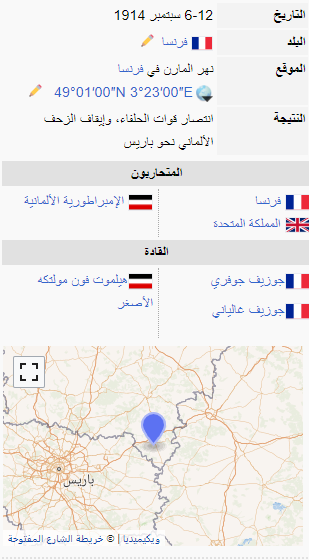 التاريخ 6-12 سبتمبر 1914
البلد فرنسا
الموقع نهر المارن في فرنسا
49°01′00″N 3°23′00″E
النتيجة انتصار قوات الحلفاء، وإيقاف الزحف
الألماني نحو باريس
المتحاربون
فرنسا
المملكة المتحدة
الإمبراطورية الألمانية
القادة
جوزيف جوفري
جوزيف غالياني
هيلموت فون مولتكه
الأصغر
باريس
ويكيميديا | © خريطة الشارع المفتوحة